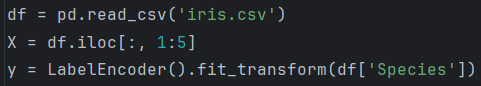 df = pd.read_csv('iris.csv')
X = df.iloc[:, 1:5]
y = LabelEncoder().fit_transform(df['Species'])